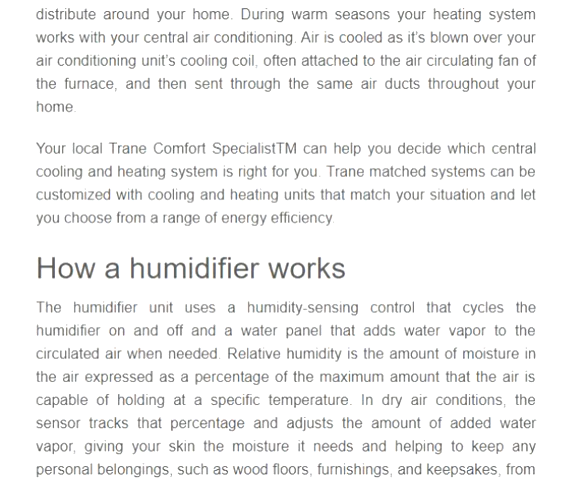 distribute around your home. During warm seasons your heating system
works with your central air conditioning. Air is cooled as it's blown over your
air conditioning unit's cooling coil, often attached to the air circulating fan of
the furnace, and then sent through the same air ducts throughout your
home.
Your local Trane Comfort SpecialistTM can help you decide which central
cooling and heating system is right for you. Trane matched systems can be
customized with cooling and heating units that match your situation and let
you choose from a range of energy efficiency.
How a humidifier works
The humidifier unit uses a humidity-sensing control that cycles the
humidifier on and off and a water panel that adds water vapor to the
circulated air when needed. Relative humidity is the amount of moisture in
the air expressed as a percentage of the maximum amount that the air is
capable of holding at a specific temperature. In dry air conditions, the
sensor tracks that percentage and adjusts the amount of added water
vapor, giving your skin the moisture it needs and helping to keep any
personal belongings, such as wood floors, furnishings, and keepsakes, from